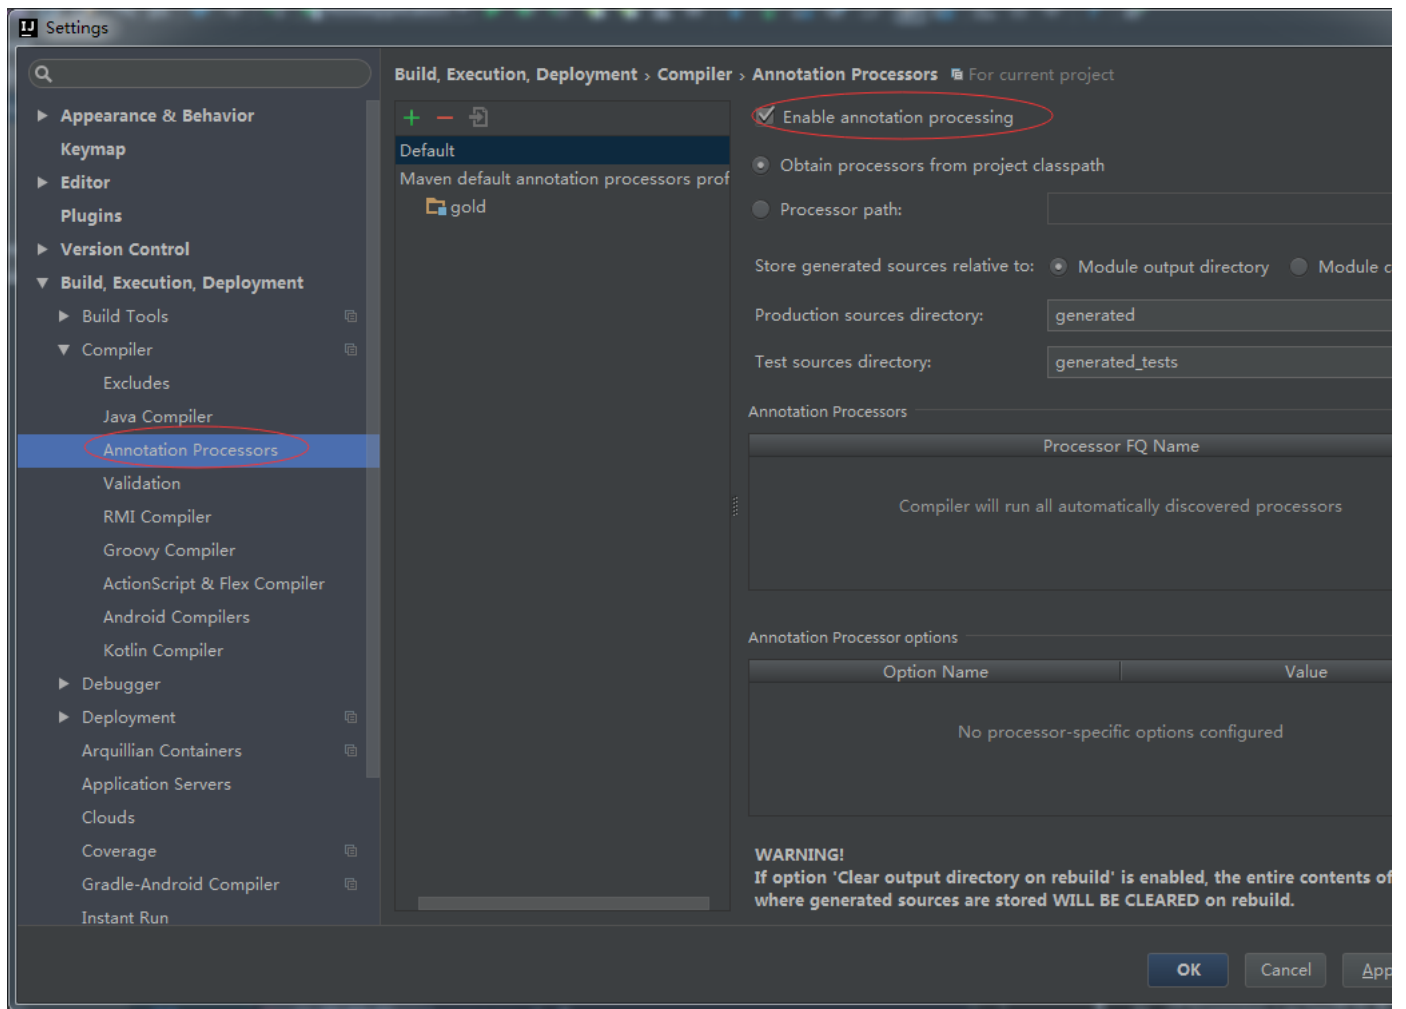 Settings
Appearance & Behavior
Keymap
Editor
Plugins
Version Control
Build, Execution, Deployment
Build Tools
Compiler
Excludes
Java Compiler
Annotation Processors
Validation
RMI Compiler
Groovy Compiler
ActionScript & Flex Compiler
Android Compilers
Kotlin Compiler
Debugger
Deployment
Arquillian Containers
Application Servers
Clouds
Coverage
Gradle-Android Compiler
Instant Run
Build, Execution, Deployment › Compiler › Annotation Processors For current project
Default
Maven default annotation processors prof
gold
Enable annotation processing
Obtain processors from project classpath
Processor path:
Store generated sources relative to: Module output directory Module c
Production sources directory: generated
Test sources directory: generated_tests
Annotation Processors
Processor FQ Name
Compiler will run all automatically discovered processors
Annotation Processor options
Option Name Value
No processor-specific options configured
WARNING!
If option 'Clear output directory on rebuild' is enabled, the entire contents of
where generated sources are stored WILL BE CLEARED on rebuild.
OK Cancel App